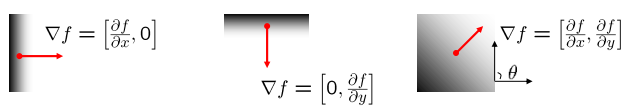 ∇f = [∂f/∂x, 0]
∇f = [0, ∂f/∂y]
∇f = [∂f/∂x, ∂f/∂y]
θ